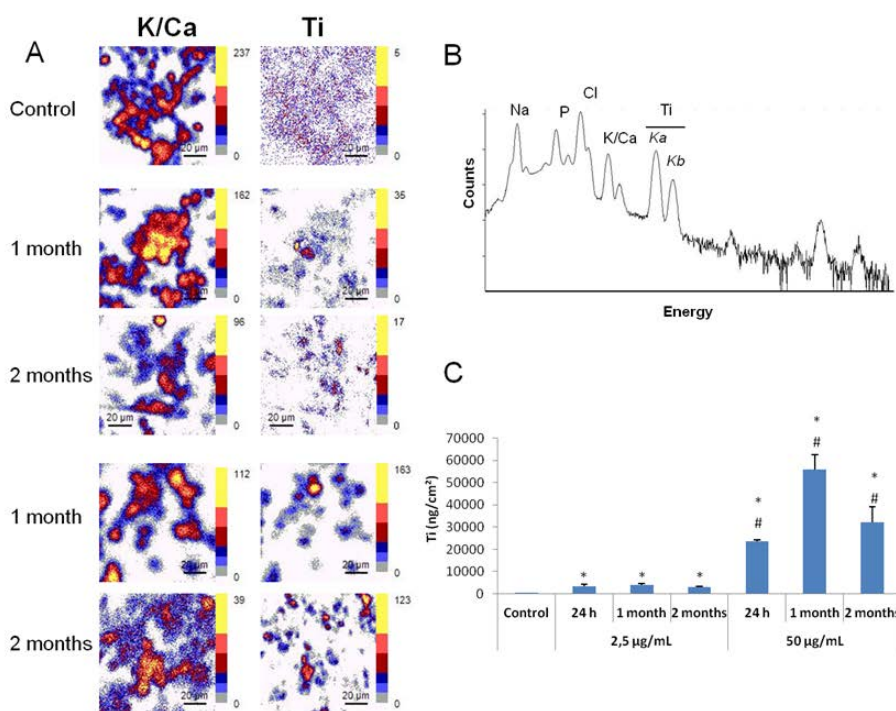 A
K/Ca
Ti
Control
237
0
20 µm
5
0
20 µm
1 month
162
0
µm
36
0
20 µm
2 months
96
0
20 µm
17
0
20 µm
1 month
112
0
20 µm
163
0
20 µm
2 months
39
0
20 µm
123
0
20 µm
B
Counts
Na
P
Cl
K/Ca
Ti
Ka
Kb
Energy
C
Ti (ng/cm²)
70000
60000
50000
40000
30000
20000
10000
0
*
*
*
*
#
*
#
*
#
Control
24 h
1 month
2 months
24 h
1 month
2 months
2,5 µg/mL
50 µg/mL